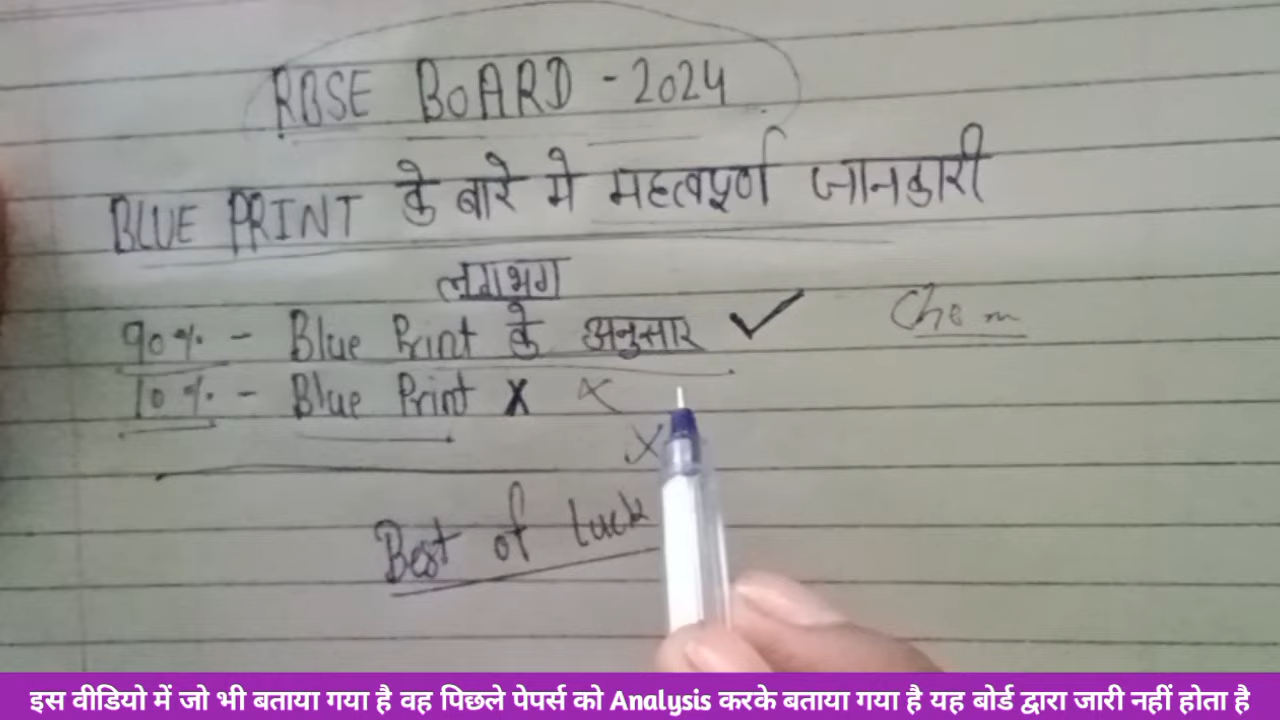 RBSE BOARD - 2024
BLUE PRINT के बारे मे महत्वपूर्ण जानकारी
लगभग
90% - Blue Print के अनुसार ✓ Chem
10% - Blue Print X X
X
Best of luck
इस वीडियो में जो भी बताया गया है वह पिछले पेपर्स को Analysis करके बताया गया है यह बोर्ड द्वारा जारी नहीं होता है